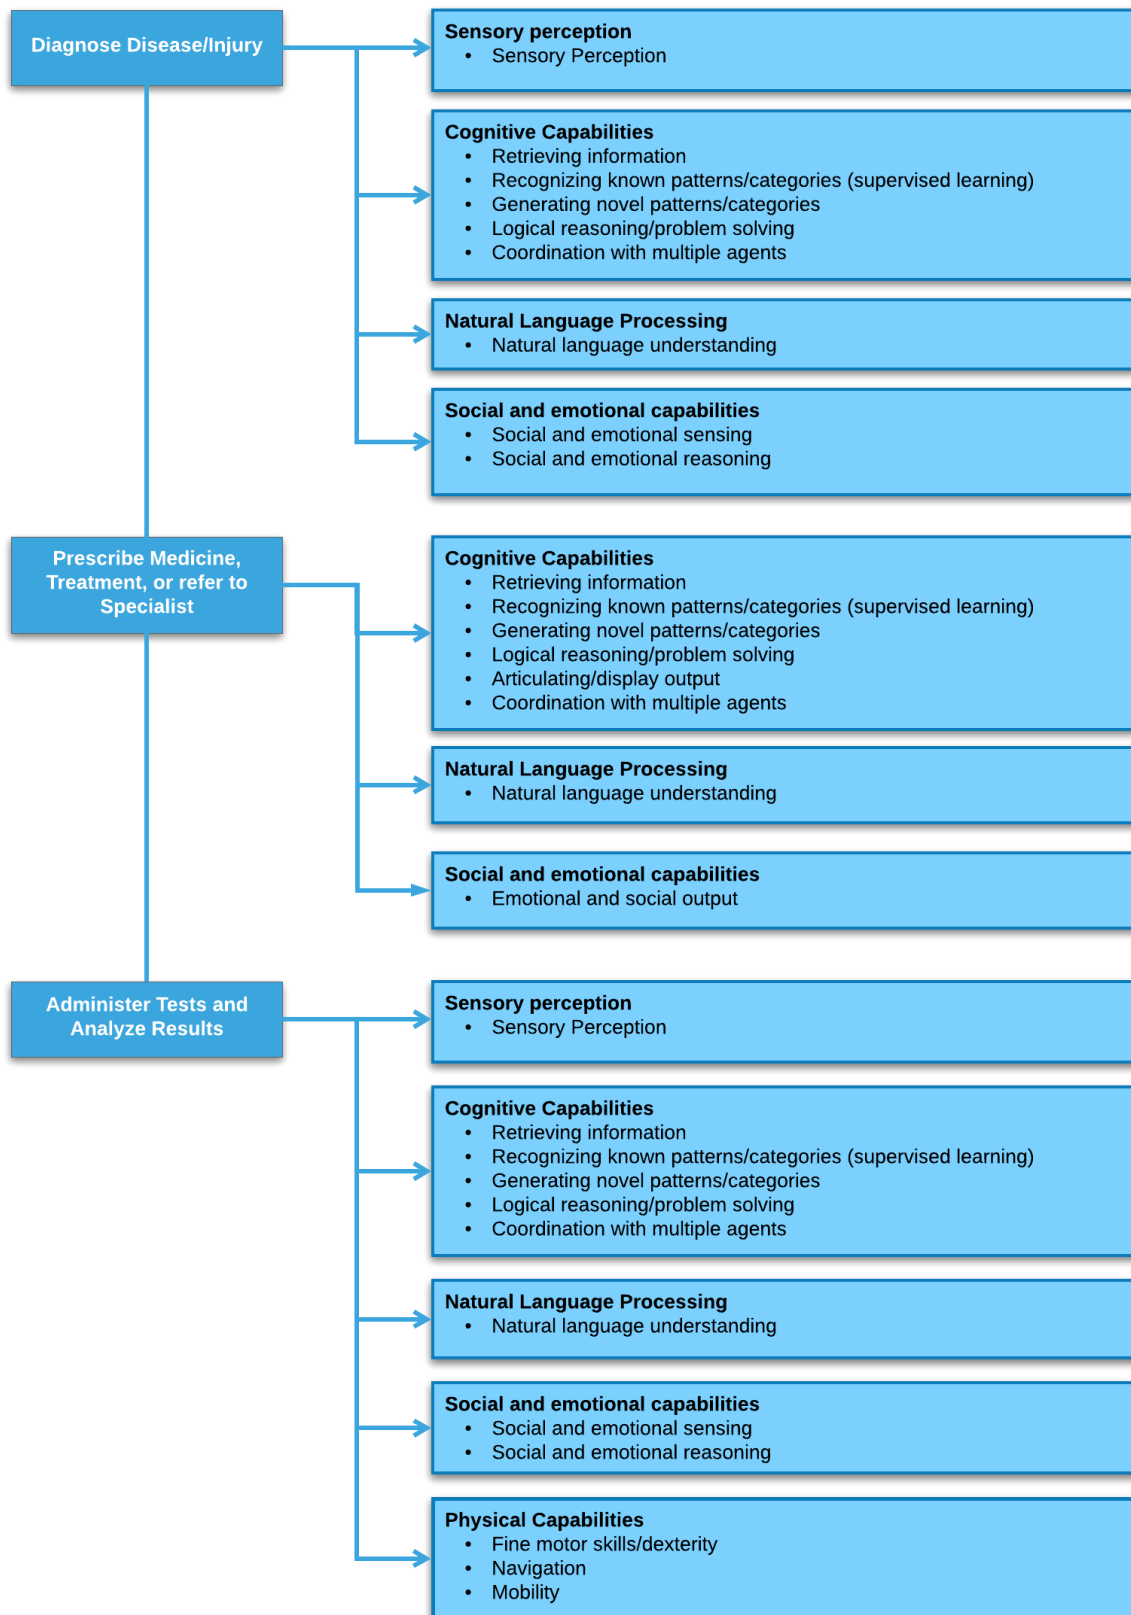 Diagnose Disease/Injury
Sensory perception
• Sensory Perception
Cognitive Capabilities
• Retrieving information
• Recognizing known patterns/categories (supervised learning)
• Generating novel patterns/categories
• Logical reasoning/problem solving
• Coordination with multiple agents
Natural Language Processing
• Natural language understanding
Social and emotional capabilities
• Social and emotional sensing
• Social and emotional reasoning
Prescribe Medicine,
Treatment, or refer to
Specialist
Cognitive Capabilities
• Retrieving information
• Recognizing known patterns/categories (supervised learning)
• Generating novel patterns/categories
• Logical reasoning/problem solving
• Articulating/display output
• Coordination with multiple agents
Natural Language Processing
• Natural language understanding
Social and emotional capabilities
• Emotional and social output
Administer Tests and
Analyze Results
Sensory perception
• Sensory Perception
Cognitive Capabilities
• Retrieving information
• Recognizing known patterns/categories (supervised learning)
• Generating novel patterns/categories
• Logical reasoning/problem solving
• Coordination with multiple agents
Natural Language Processing
• Natural language understanding
Social and emotional capabilities
• Social and emotional sensing
• Social and emotional reasoning
Physical Capabilities
• Fine motor skills/dexterity
• Navigation
• Mobility